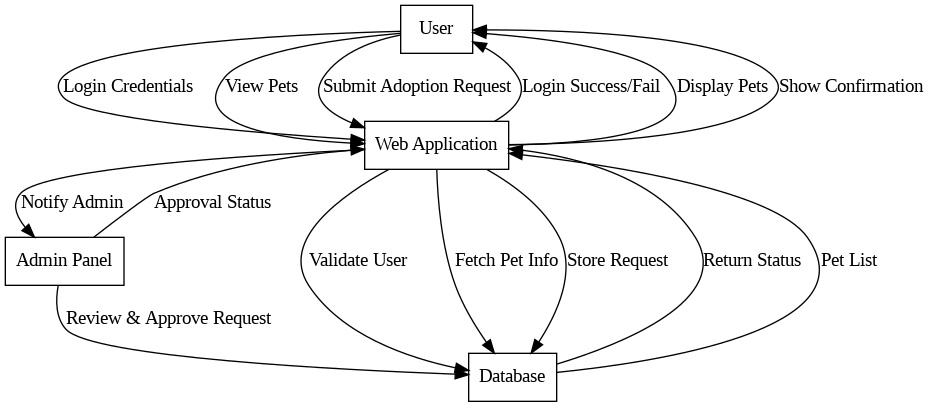 User
Login Credentials
View Pets
Submit Adoption Request
Login Success/Fail
Display Pets
Show Confirmation
Web Application
Notify Admin
Approval Status
Admin Panel
Validate User
Fetch Pet Info
Store Request
Return Status
Pet List
Review & Approve Request
Database